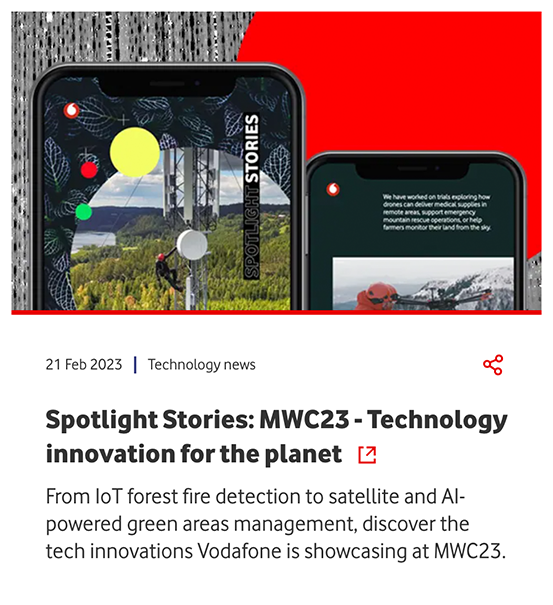 SPOTLIGHT STORIES
We have worked on trials exploring how
drones can deliver medical supplies in
remote areas, support emergency
mountain rescue operations, or help
farmers monitor their land from the sky.
21 Feb 2023 | Technology news
Spotlight Stories: MWC23 - Technology
innovation for the planet
From IoT forest fire detection to satellite and AI-
powered green areas management, discover the
tech innovations Vodafone is showcasing at MWC23.